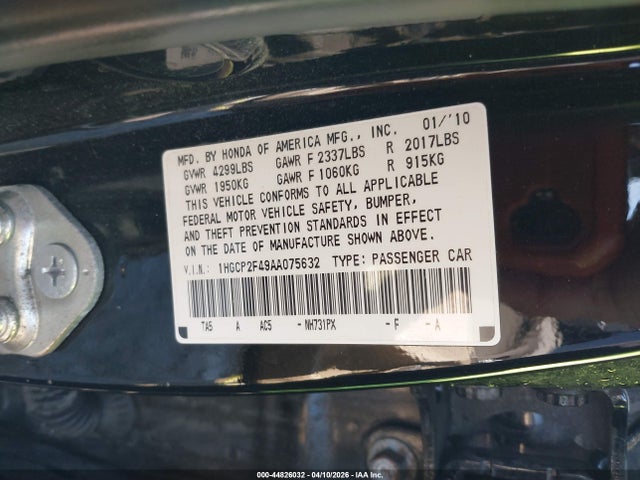 MFD. BY HONDA OF AMERICA MFG., INC. 01/'10
GVWR 4299LBS GAWR F 2337LBS R 2017LBS
GVWR 1950KG GAWR F 1060KG R 915KG
THIS VEHICLE CONFORMS TO ALL APPLICABLE
FEDERAL MOTOR VEHICLE SAFETY, BUMPER,
AND THEFT PREVENTION STANDARDS IN EFFECT
ON THE DATE OF MANUFACTURE SHOWN ABOVE.
V.I.N.: 1HGCP2F49AA075632 TYPE: PASSENGER CAR
TA5 A AC5 -NH731PX -F -A
000-44826032 04/10/2026 IAA Inc.